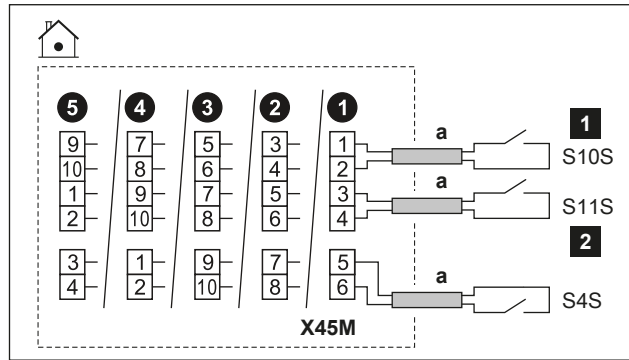 5 4 3 2 1
9 7 5 3 1 a 1
10 8 6 4 2 S10S
1 9 7 5 3 a
2 10 8 6 4 S11S
2
3 1 9 7 5 a
4 2 10 8 6 S4S
X45M